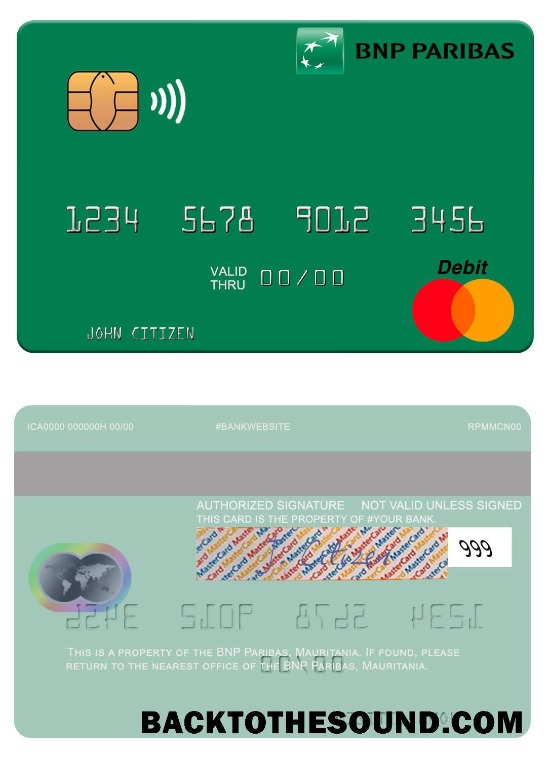 BNP PARIBAS
1234 5678 9012 3456
VALID THRU 00/00
Debit
JOHN CITIZEN
ICA0000 000000H 00/00 #BANKWEBSITE RPMMCN00
AUTHORIZED SIGNATURE NOT VALID UNLESS SIGNED
THIS CARD IS THE PROPERTY OF #YOUR BANK.
MasterCard MasterCard MasterCard
999
THIS IS A PROPERTY OF THE BNP PARIBAS, MAURITANIA. IF FOUND, PLEASE
RETURN TO THE NEAREST OFFICE OF THE BNP PARIBAS, MAURITANIA.
BACKTOTHESOUND.COM